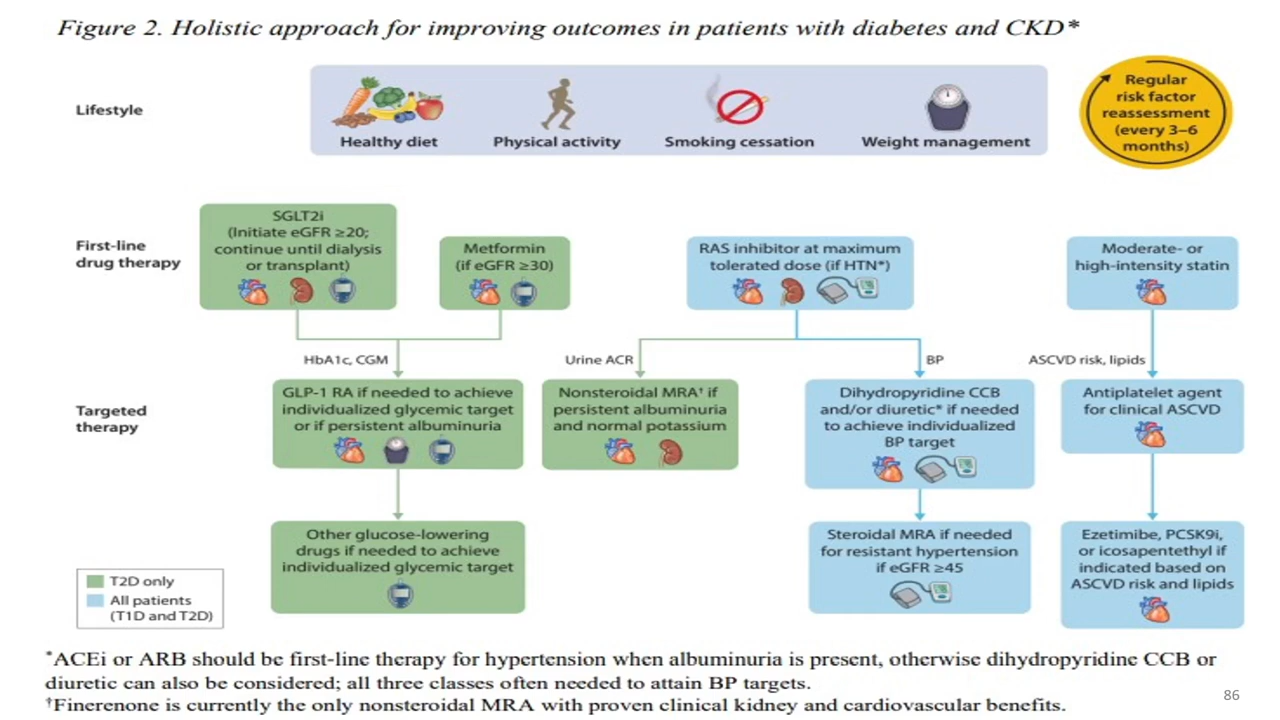 Figure 2. Holistic approach for improving outcomes in patients with diabetes and CKD*
Lifestyle
Healthy diet
Physical activity
Smoking cessation
Weight management
Regular
risk factor
reassessment
(every 3–6
months)
First-line
drug therapy
SGLT2i
(Initiate eGFR ≥20;
continue until dialysis
or transplant)
Metformin
(if eGFR ≥30)
RAS inhibitor at maximum
tolerated dose (if HTN*)
Moderate- or
high-intensity statin
HbA1c, CGM
Urine ACR
BP
ASCVD risk, lipids
Targeted
therapy
GLP-1 RA if needed to achieve
individualized glycemic target
or if persistent albuminuria
Nonsteroidal MRA† if
persistent albuminuria
and normal potassium
Dihydropyridine CCB
and/or diuretic* if needed
to achieve individualized
BP target
Antiplatelet agent
for clinical ASCVD
Other glucose-lowering
drugs if needed to achieve
individualized glycemic target
Steroidal MRA if needed
for resistant hypertension
if eGFR ≥45
Ezetimibe, PCSK9i,
or icosapentethyl if
indicated based on
ASCVD risk and lipids
T2D only
All patients
(T1D and T2D)
*ACEi or ARB should be first-line therapy for hypertension when albuminuria is present, otherwise dihydropyridine CCB or
diuretic can also be considered; all three classes often needed to attain BP targets.
†Finerenone is currently the only nonsteroidal MRA with proven clinical kidney and cardiovascular benefits.
86